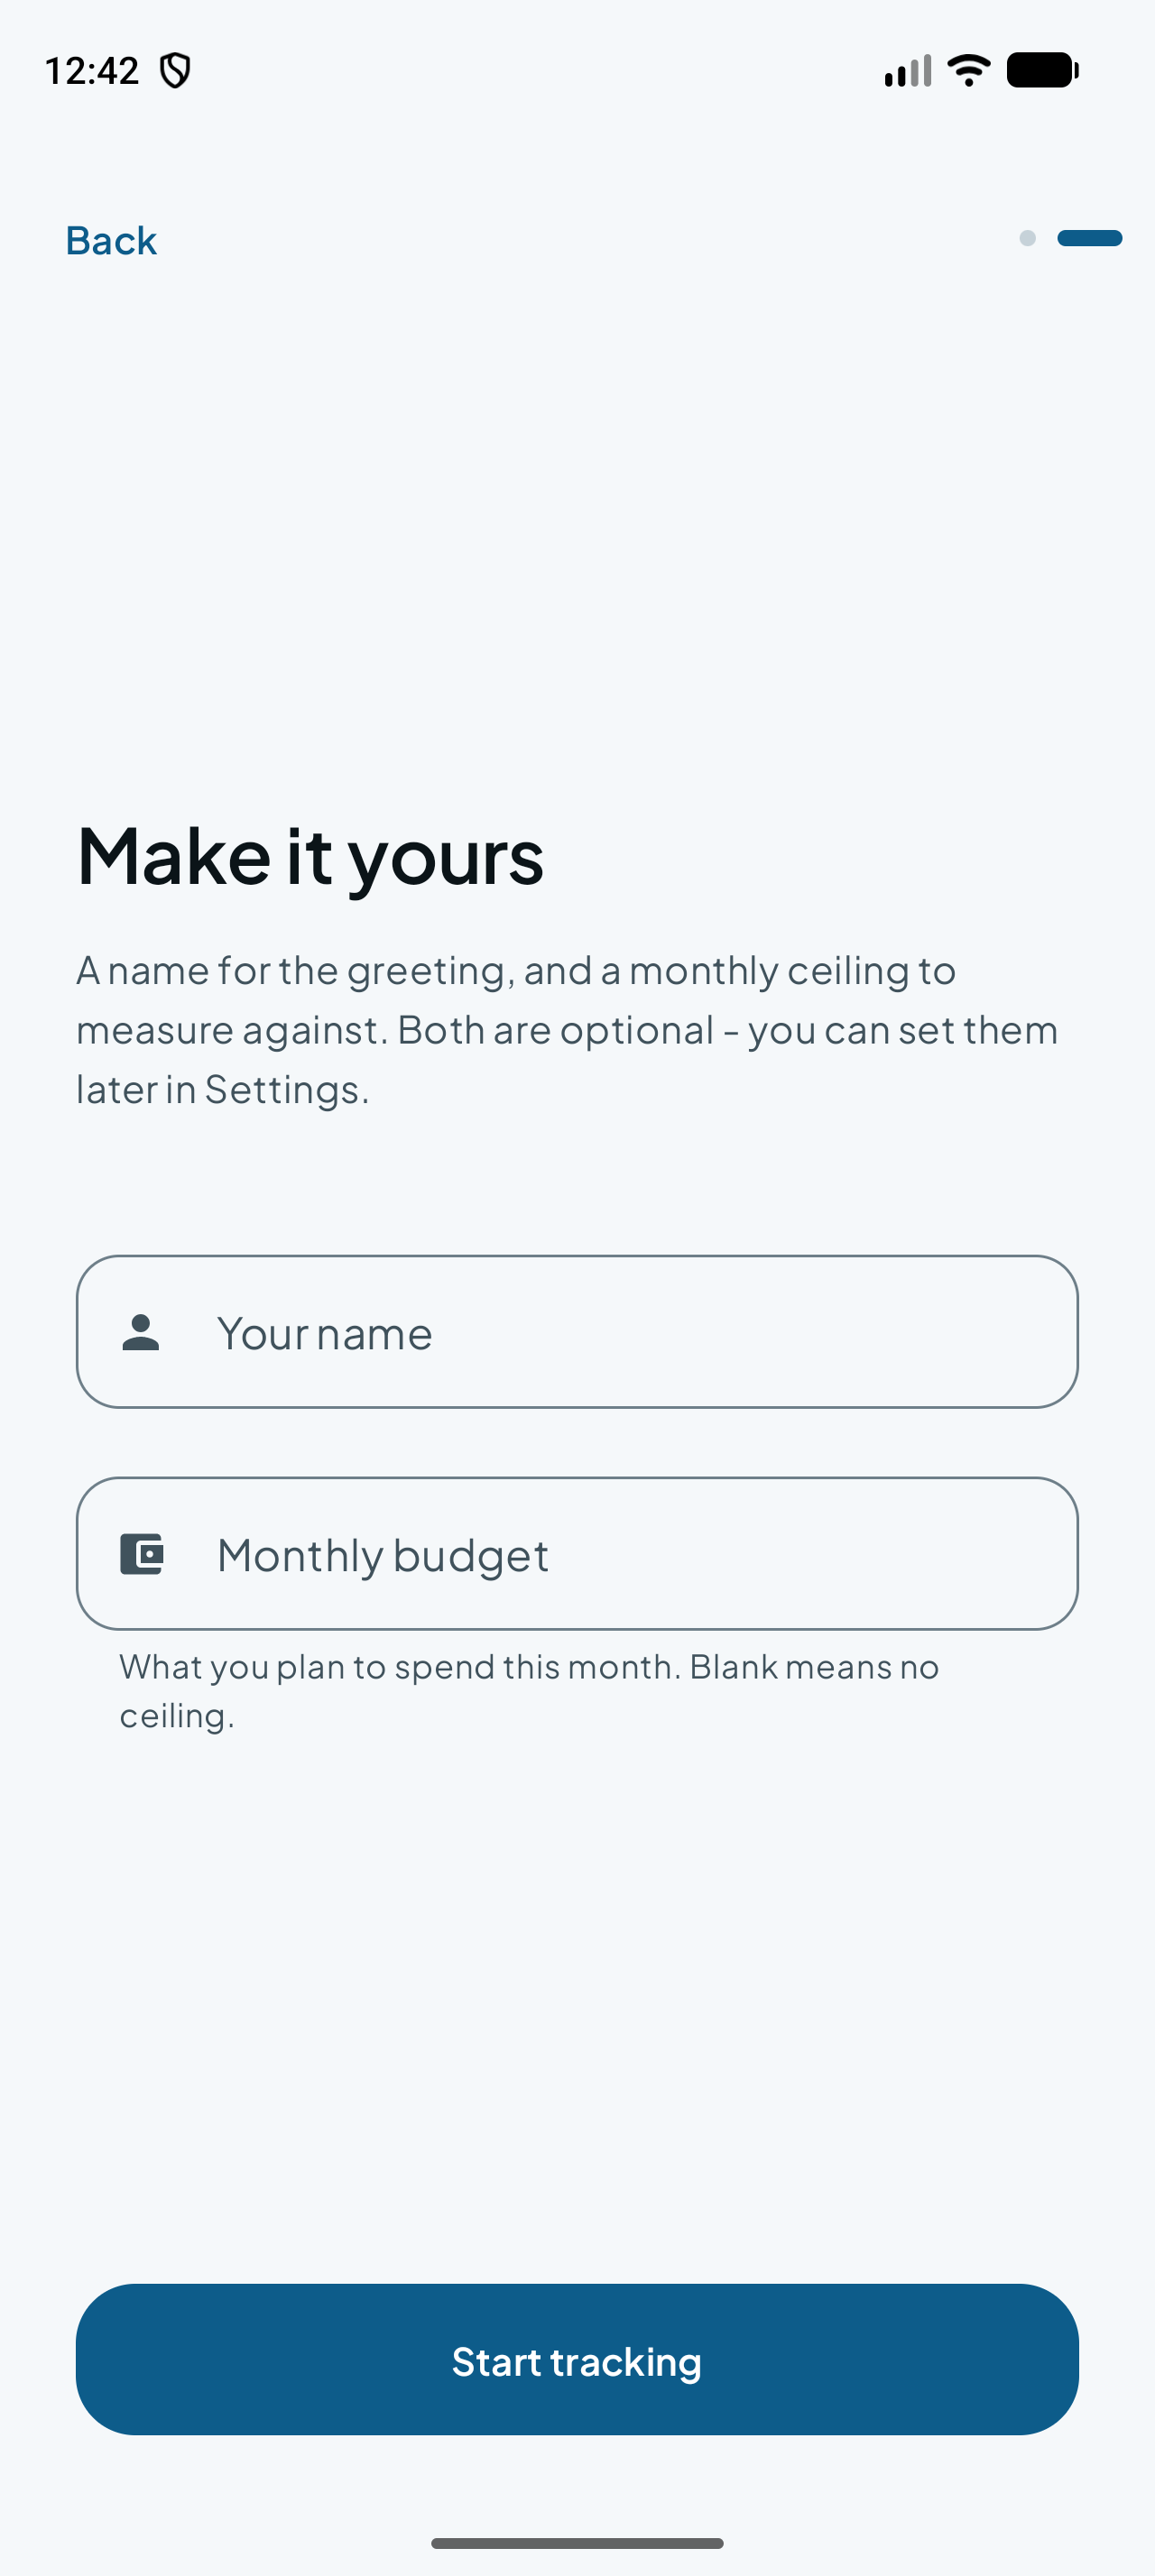 12:42
Back
Make it yours
A name for the greeting, and a monthly ceiling to
measure against. Both are optional - you can set them
later in Settings.
Your name
Monthly budget
What you plan to spend this month. Blank means no
ceiling.
Start tracking